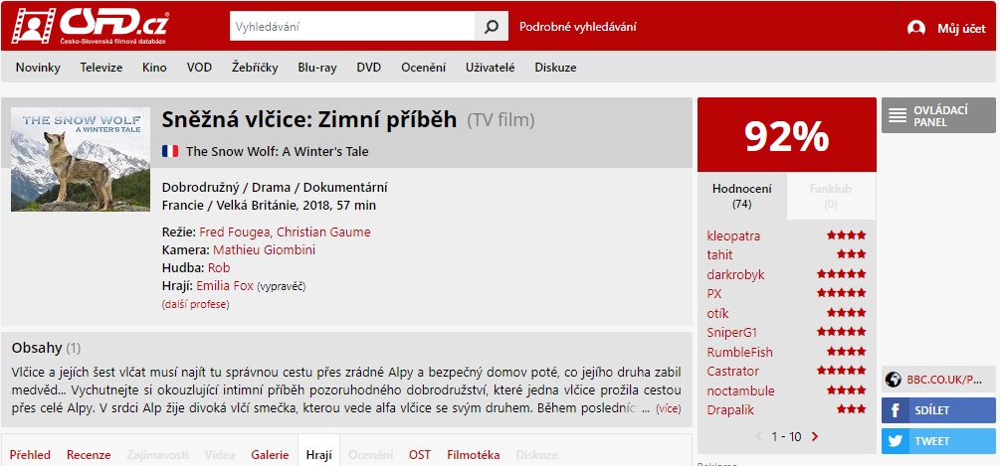 ČSFD.cz
Česko-Slovenská filmová databáze
Vyhledávání
Podrobné vyhledávání
Můj účet
Novinky Televize Kino VOD Žebříčky Blu-ray DVD Ocenění Uživatelé Diskuze
THE SNOW WOLF
A WINTER'S TALE
Sněžná vlčice: Zimní příběh (TV film)
The Snow Wolf: A Winter's Tale
Dobrodružný / Drama / Dokumentární
Francie / Velká Británie, 2018, 57 min
Režie: Fred Fougea, Christian Gaume
Kamera: Mathieu Giombini
Hudba: Rob
Hrají: Emilia Fox (vypravěč)
(další profese)
Obsahy (1)
Vlčice a jejích šest vlčat musí najít tu správnou cestu přes zrádné Alpy a bezpečný domov poté, co jejího druha zabil
medvěd... Vychutnejte si okouzlující intimní příběh pozoruhodného dobrodružství, které jedna vlčice prožila cestou
přes celé Alpy. V srdci Alp žije divoká vlčí smečka, kterou vede alfa vlčice se svým druhem. Během posledníc ... (více)
Přehled Recenze Zajímavosti Videa Galerie Hrají Ocenění OST Filmotéka Diskuze
92%
Hodnocení Fanklub
(74) (0)
kleopatra ★★★★
tahit ★★★
darkrobyk ★★★★★
PX ★★★★★
otík ★★★★
SniperG1 ★★★★★
RumbleFish ★★★★
Castrator ★★★★
noctambule ★★★★
Drapalik ★★★
1 - 10
OVLÁDACÍ
PANEL
BBC.CO.UK/P...
SDÍLET
TWEET
Reklama